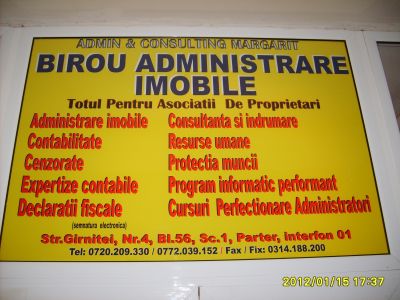 ADMIN & CONSULTING MARGARIT
BIROU ADMINISTRARE
IMOBILE
Totul Pentru Asociatii De Proprietari
Administrare imobile
Contabilitate
Cenzorate
Expertize contabile
Declaratii fiscale
(semnatura electronica)
Consultanta si indrumare
Resurse umane
Protectia muncii
Program informatic performant
Cursuri Perfectionare Administratori
Str.Girnitei, Nr.4, Bl.56, Sc.1, Parter, interfon 01
Tel: 0720.209.330 / 0772.039.152 / Fax / Fix: 0314.188.200
2012/01/15 17:37